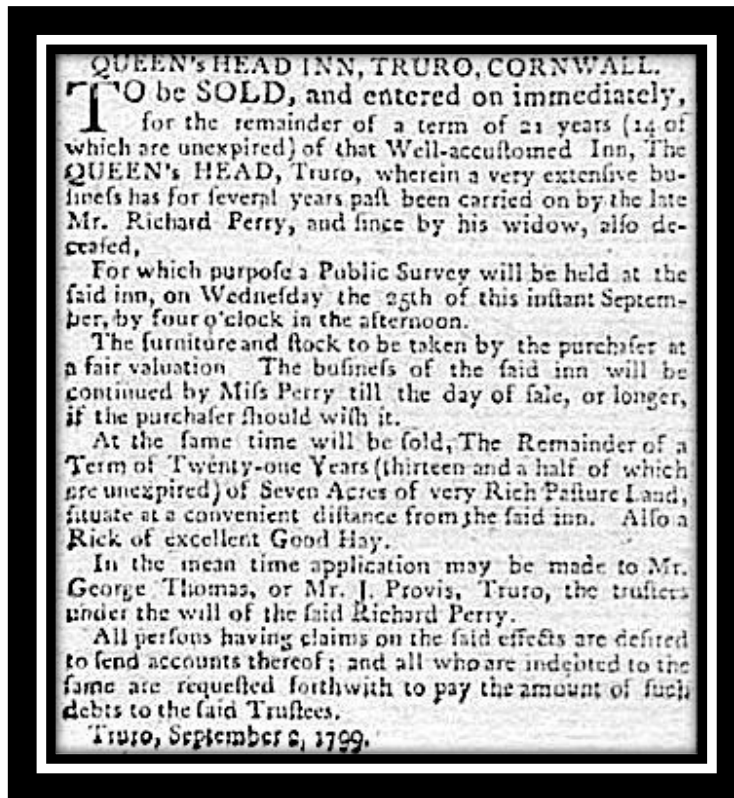 QUEEN's HEAD INN, TRURO, CORNWALL.
TO be SOLD, and entered on immediately,
for the remainder of a term of 21 years (14 of
which are unexpired) of that Well-accuſtomed Inn, The
QUEEN's HEAD, Truro, wherein a very extenſive bu-
ſineſs has for ſeveral years paſt been carried on by the late
Mr. Richard Perry, and ſince by his widow, alſo de-
ceaſed,
For which purpoſe a Public Survey will be held at the
ſaid inn, on Wedneſday the 25th of this inſtant Septem-
ber, by four o'clock in the afternoon.
The furniture and ſtock to be taken by the purchaſer at
a fair valuation The buſineſs of the ſaid inn will be
continued by Miſs Perry till the day of ſale, or longer,
if the purchaſer ſhould wiſh it.
At the ſame time will be ſold, The Remainder of a
Term of Twenty-one Years (thirteen and a half of which
are unexpired) of Seven Acres of very Rich Paſture Land,
ſituate at a convenient diſtance from the ſaid inn. Alſo a
Rick of excellent Good Hay.
In the mean time application may be made to Mr.
George Thomas, or Mr. J. Provis, Truro, the truſtees
under the will of the ſaid Richard Perry.
All perſons having claims on the ſaid effects are deſired
to ſend accounts thereof; and all who are indebted to the
ſame are requeſted forthwith to pay the amount of ſuch
debts to the ſaid Truſtees.
Truro, September 2, 1799.